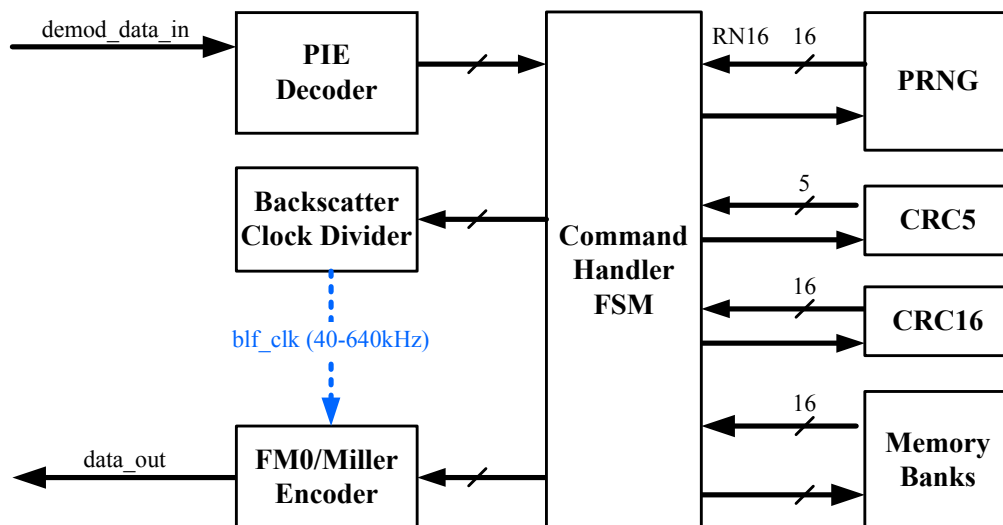 demod_data_in
PIE
Decoder
RN16 16
PRNG
Backscatter
Clock Divider
Command
Handler
FSM
5
CRC5
16
CRC16
blf_clk (40-640kHz)
16
Memory
Banks
16
data_out
FM0/Miller
Encoder